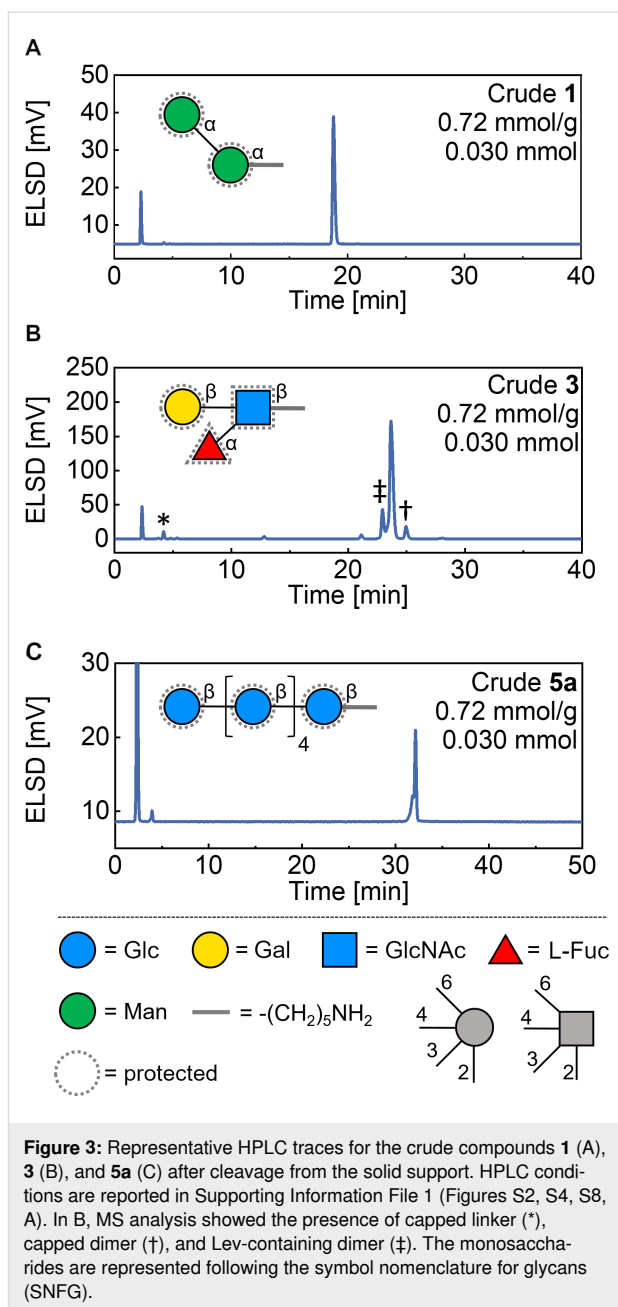 A
ELSD [mV]
50
40
30
20
10
α
α
Crude 1
0.72 mmol/g
0.030 mmol
0 10 20 30 40
Time [min]
B
ELSD [mV]
250
200
150
100
50
0
β
β
α
*
‡
†
Crude 3
0.72 mmol/g
0.030 mmol
0 10 20 30 40
Time [min]
C
ELSD [mV]
30
20
10
β
β
4
β
Crude 5a
0.72 mmol/g
0.030 mmol
0 10 20 30 40 50
Time [min]
= Glc = Gal = GlcNAc = L-Fuc
= Man = -(CH₂)₅NH₂
= protected
6
4
3
2
6
4
3
2
Figure 3: Representative HPLC traces for the crude compounds 1 (A),
3 (B), and 5a (C) after cleavage from the solid support. HPLC condi-
tions are reported in Supporting Information File 1 (Figures S2, S4, S8,
A). In B, MS analysis showed the presence of capped linker (*),
capped dimer (†), and Lev-containing dimer (‡). The monosaccha-
rides are represented following the symbol nomenclature for glycans
(SNFG).